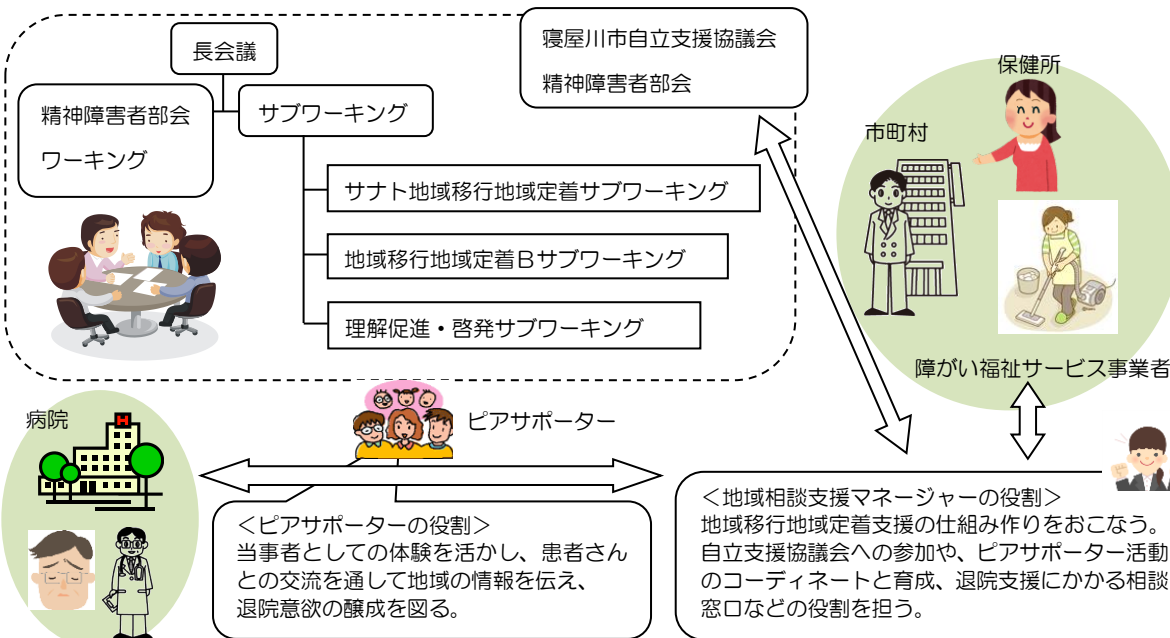 長会議
寝屋川市自立支援協議会
精神障害者部会
精神障害者部会
ワーキング
サブワーキング
サナト地域移行地域定着サブワーキング
地域移行地域定着Bサブワーキング
理解促進・啓発サブワーキング
保健所
市町村
障がい福祉サービス事業者
病院
H
ピアサポーター
＜ピアサポーターの役割＞
当事者としての体験を活かし、患者さん
との交流を通して地域の情報を伝え、
退院意欲の醸成を図る。
＜地域相談支援マネージャーの役割＞
地域移行地域定着支援の仕組み作りをおこなう。
自立支援協議会への参加や、ピアサポーター活動
のコーディネートと育成、退院支援にかかる相談
窓口などの役割を担う。